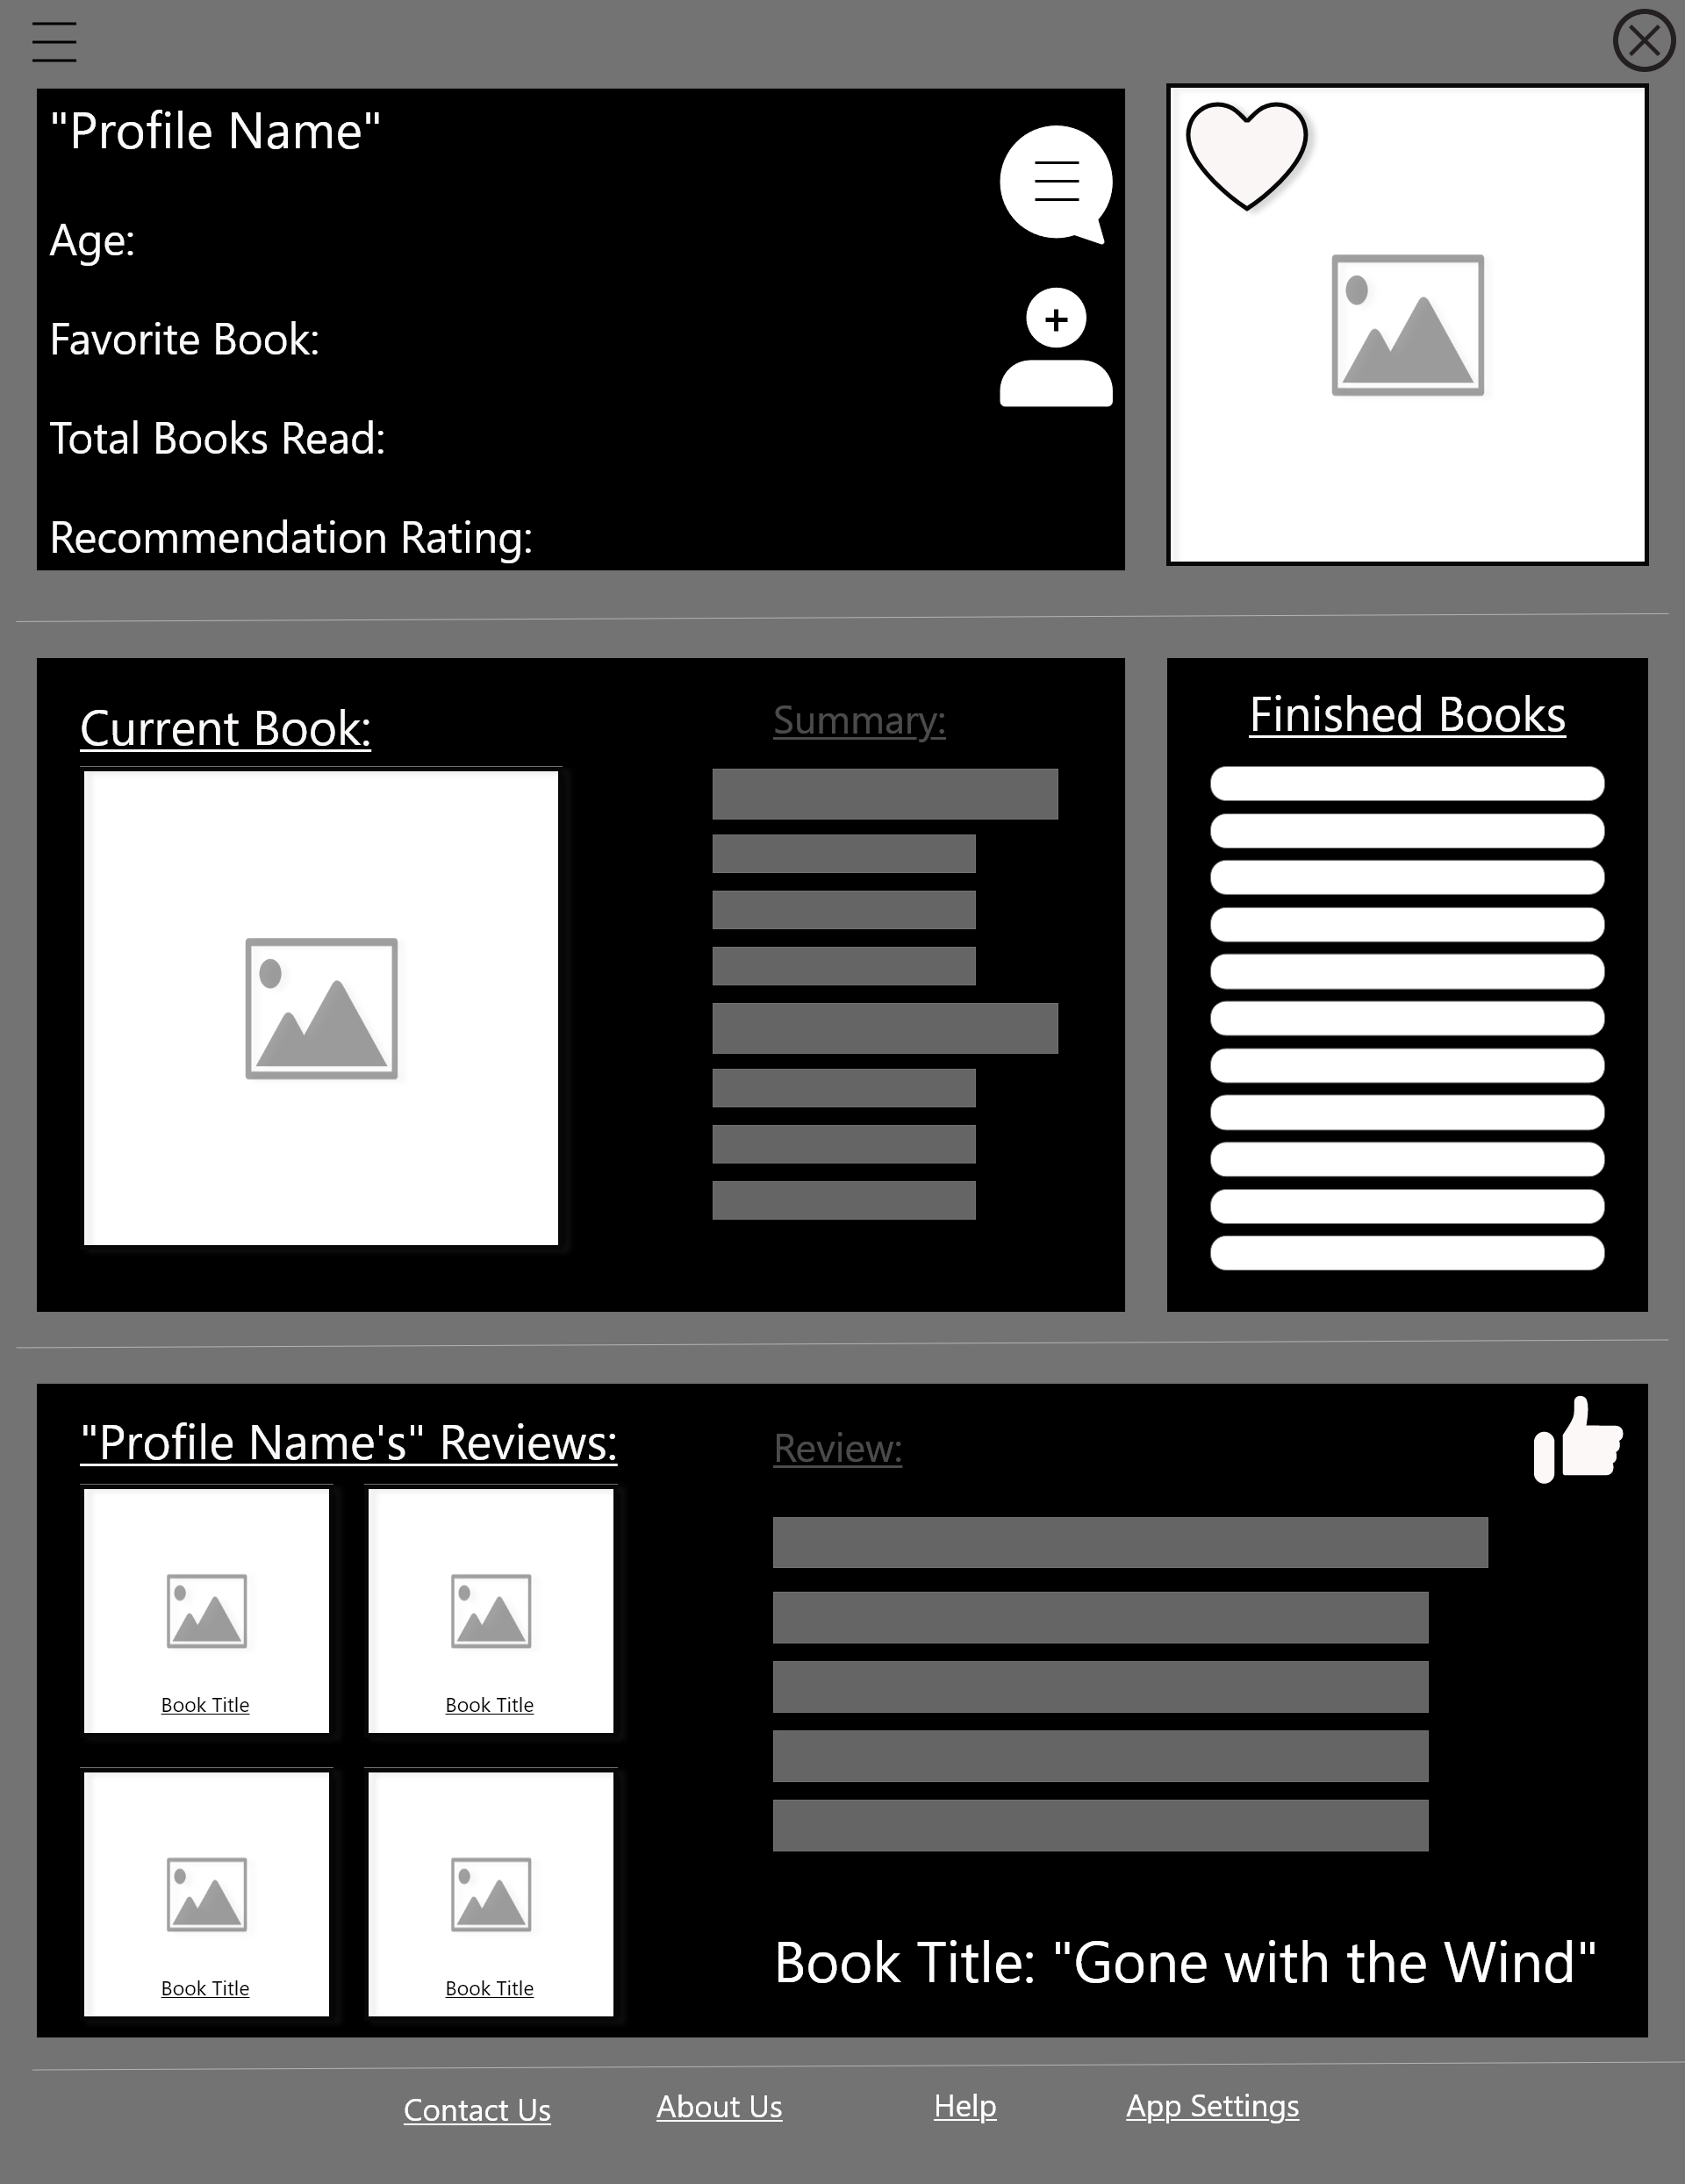 "Profile Name"
Age:
Favorite Book:
Total Books Read:
Recommendation Rating:
Current Book:
Summary:
Finished Books
"Profile Name's" Reviews:
Review:
Book Title
Book Title
Book Title
Book Title
Book Title: "Gone with the Wind"
Contact Us
About Us
Help
App Settings